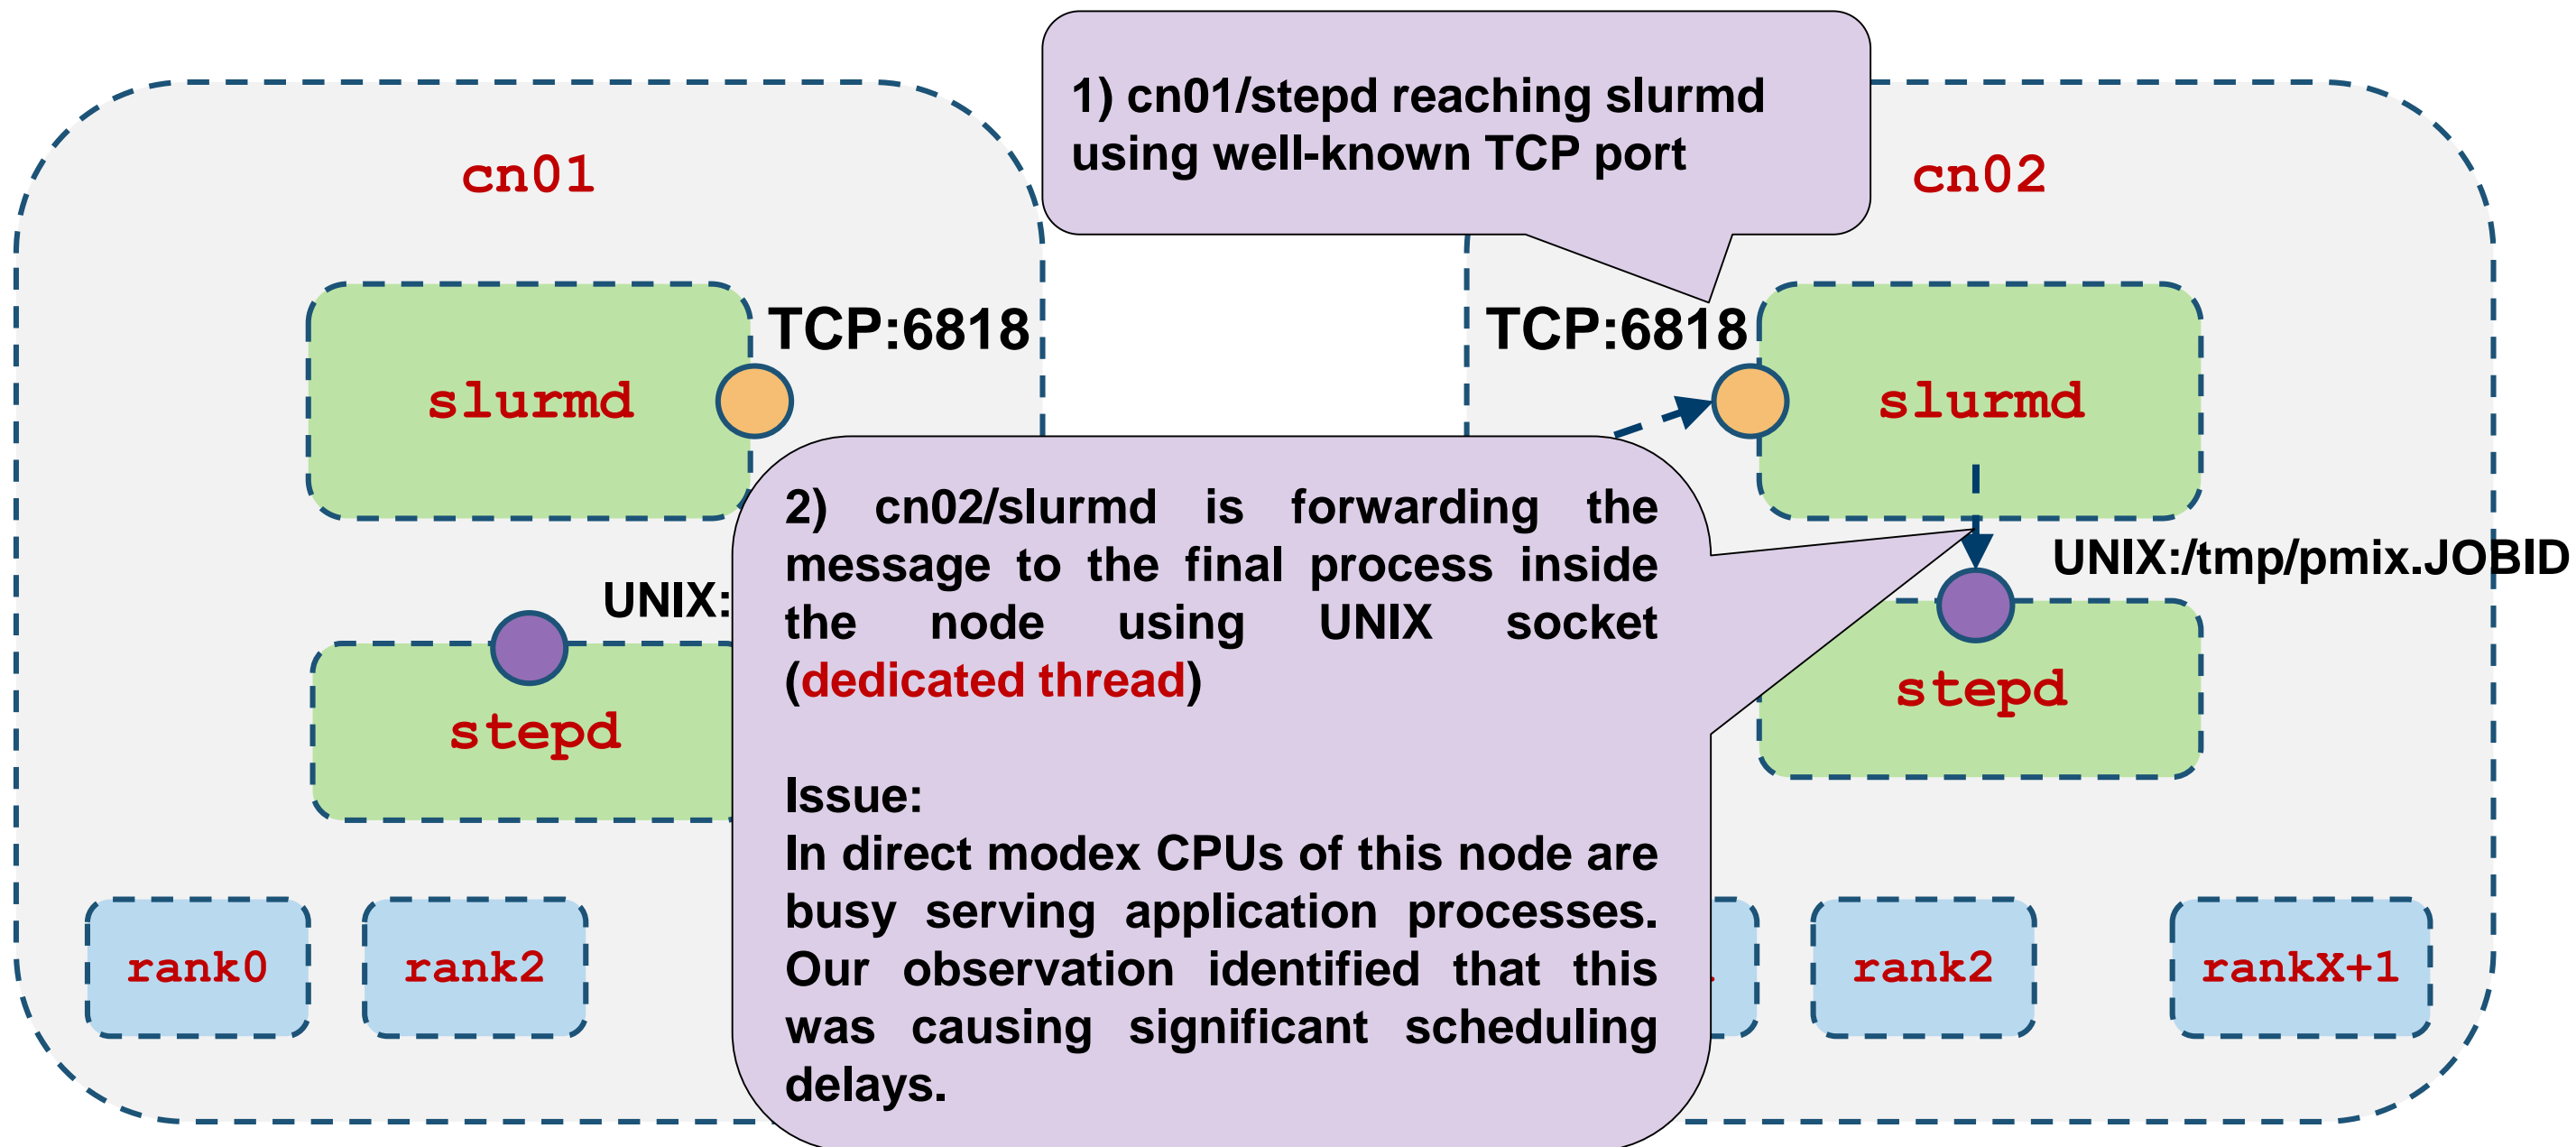 1) cn01/stepd reaching slurmd
using well-known TCP port
cn01
cn02
TCP:6818
TCP:6818
slurmd
slurmd
2) cn02/slurmd is forwarding the
message to the final process inside
the node using UNIX socket
(dedicated thread)
UNIX:/tmp/pmix.JOBID
UNIX:
stepd
stepd
Issue:
In direct modex CPUs of this node are
busy serving application processes.
Our observation identified that this
was causing significant scheduling
delays.
rank0
rank2
rank2
rankX+1